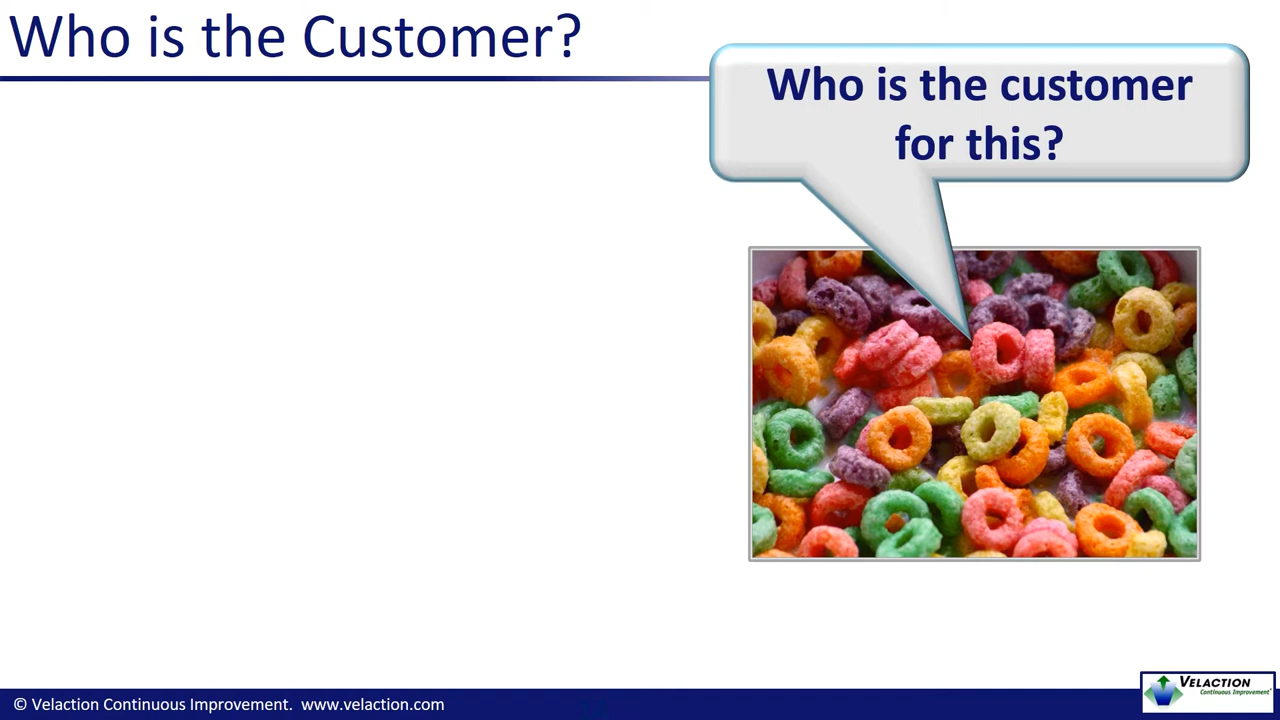 Who is the Customer?
Who is the customer
for this?
© Velaction Continuous Improvement. www.velaction.com
VELACTION
Continuous Improvement®